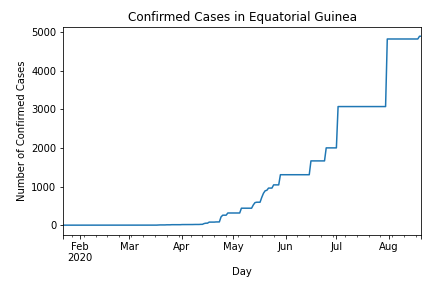 Confirmed Cases in Equatorial Guinea
Number of Confirmed Cases
5000
4000
3000
2000
1000
0
Feb Mar Apr May Jun Jul Aug
2020
Day